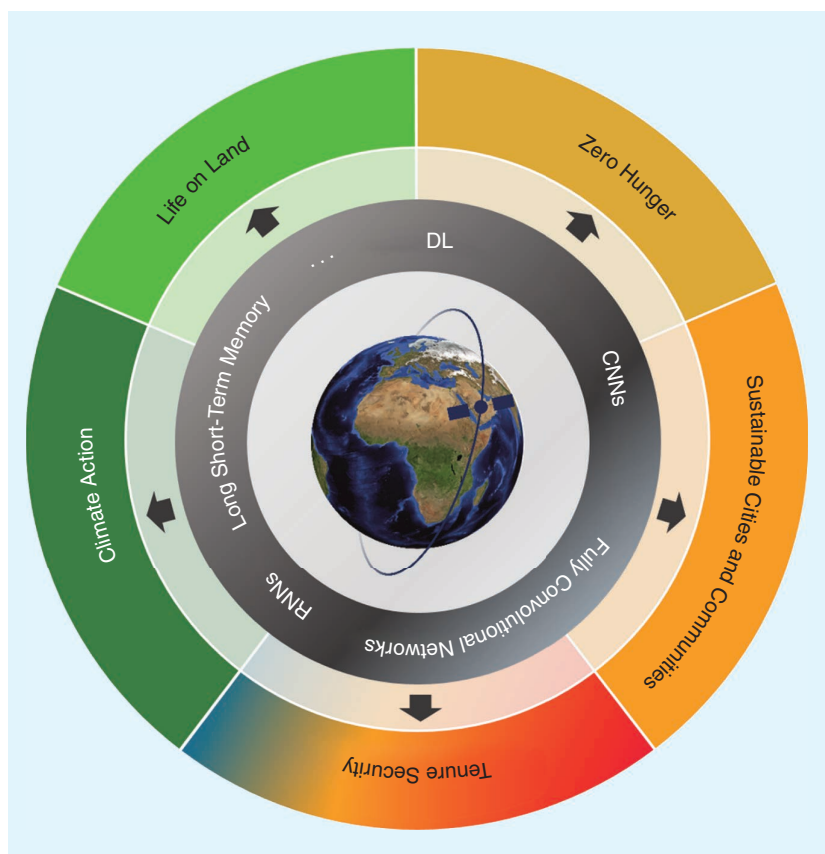 Life on Land
Zero Hunger
Sustainable Cities and Communities
Tenure Security
Climate Action
DL
CNNs
Fully Convolutional Networks
RNNs
Long Short-Term Memory
...